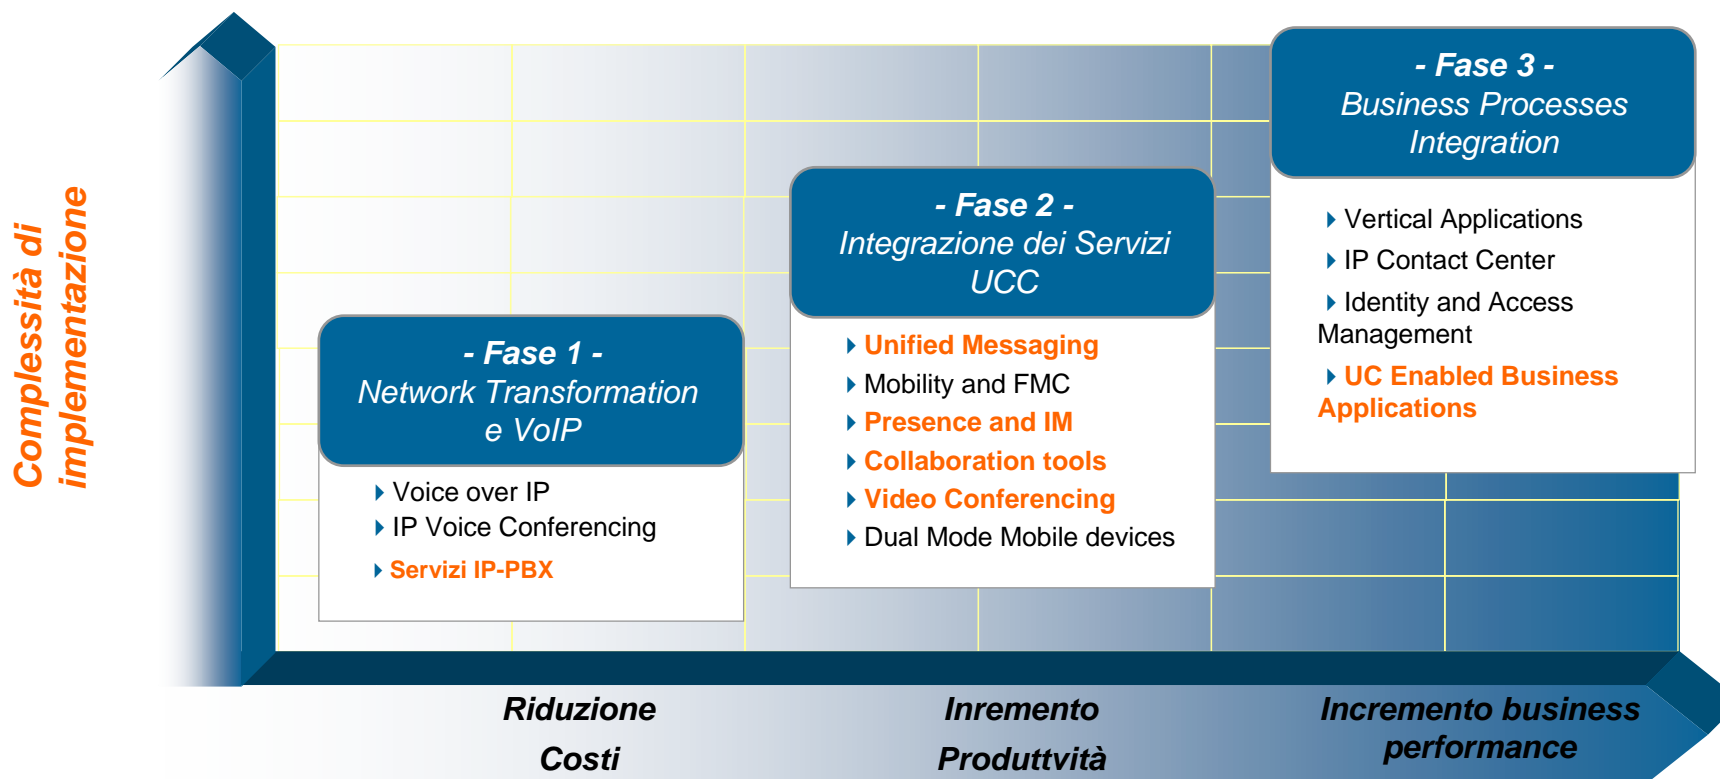 Complessità di
implementazione
- Fase 1 -
Network Transformation
e VoIP
Voice over IP
IP Voice Conferencing
Servizi IP-PBX
- Fase 2 -
Integrazione dei Servizi
UCC
Unified Messaging
Mobility and FMC
Presence and IM
Collaboration tools
Video Conferencing
Dual Mode Mobile devices
- Fase 3 -
Business Processes
Integration
Vertical Applications
IP Contact Center
Identity and Access
Management
UC Enabled Business
Applications
Riduzione
Costi
Inremento
Produttvità
Incremento business
performance